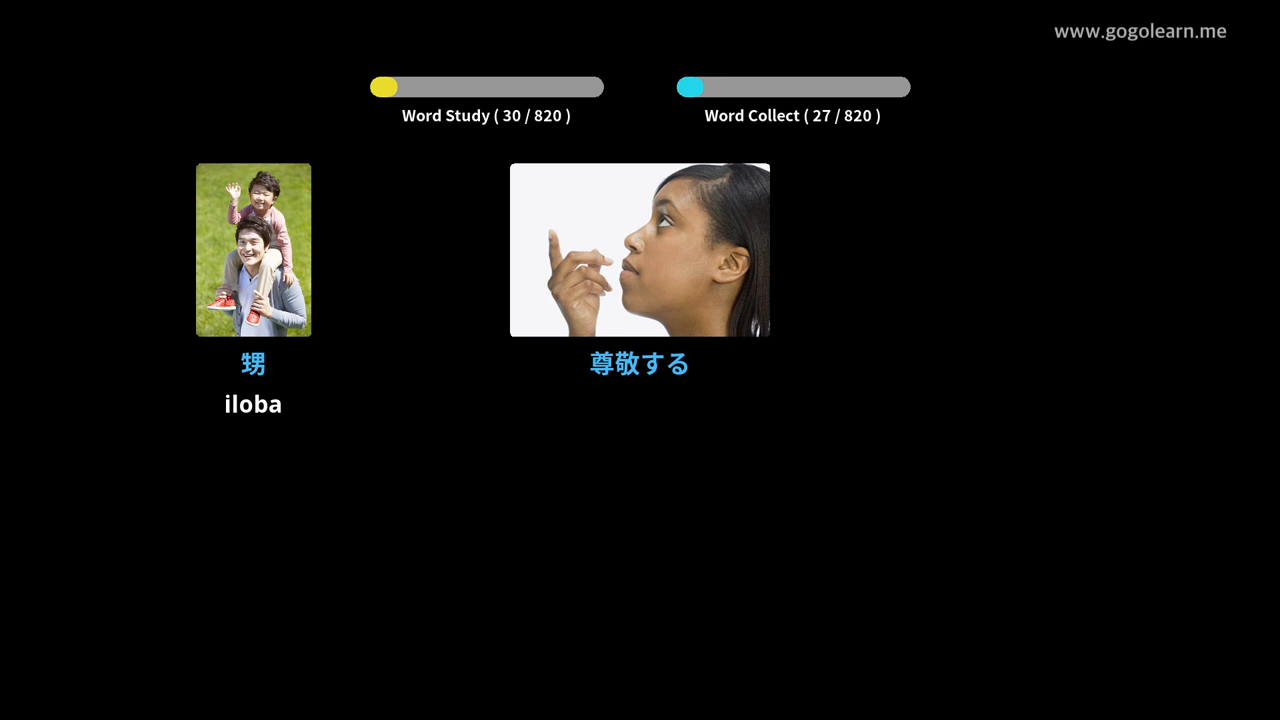 www.gogolearn.me
Word Study ( 30 / 820 )
Word Collect ( 27 / 820 )
甥
尊敬する
iloba